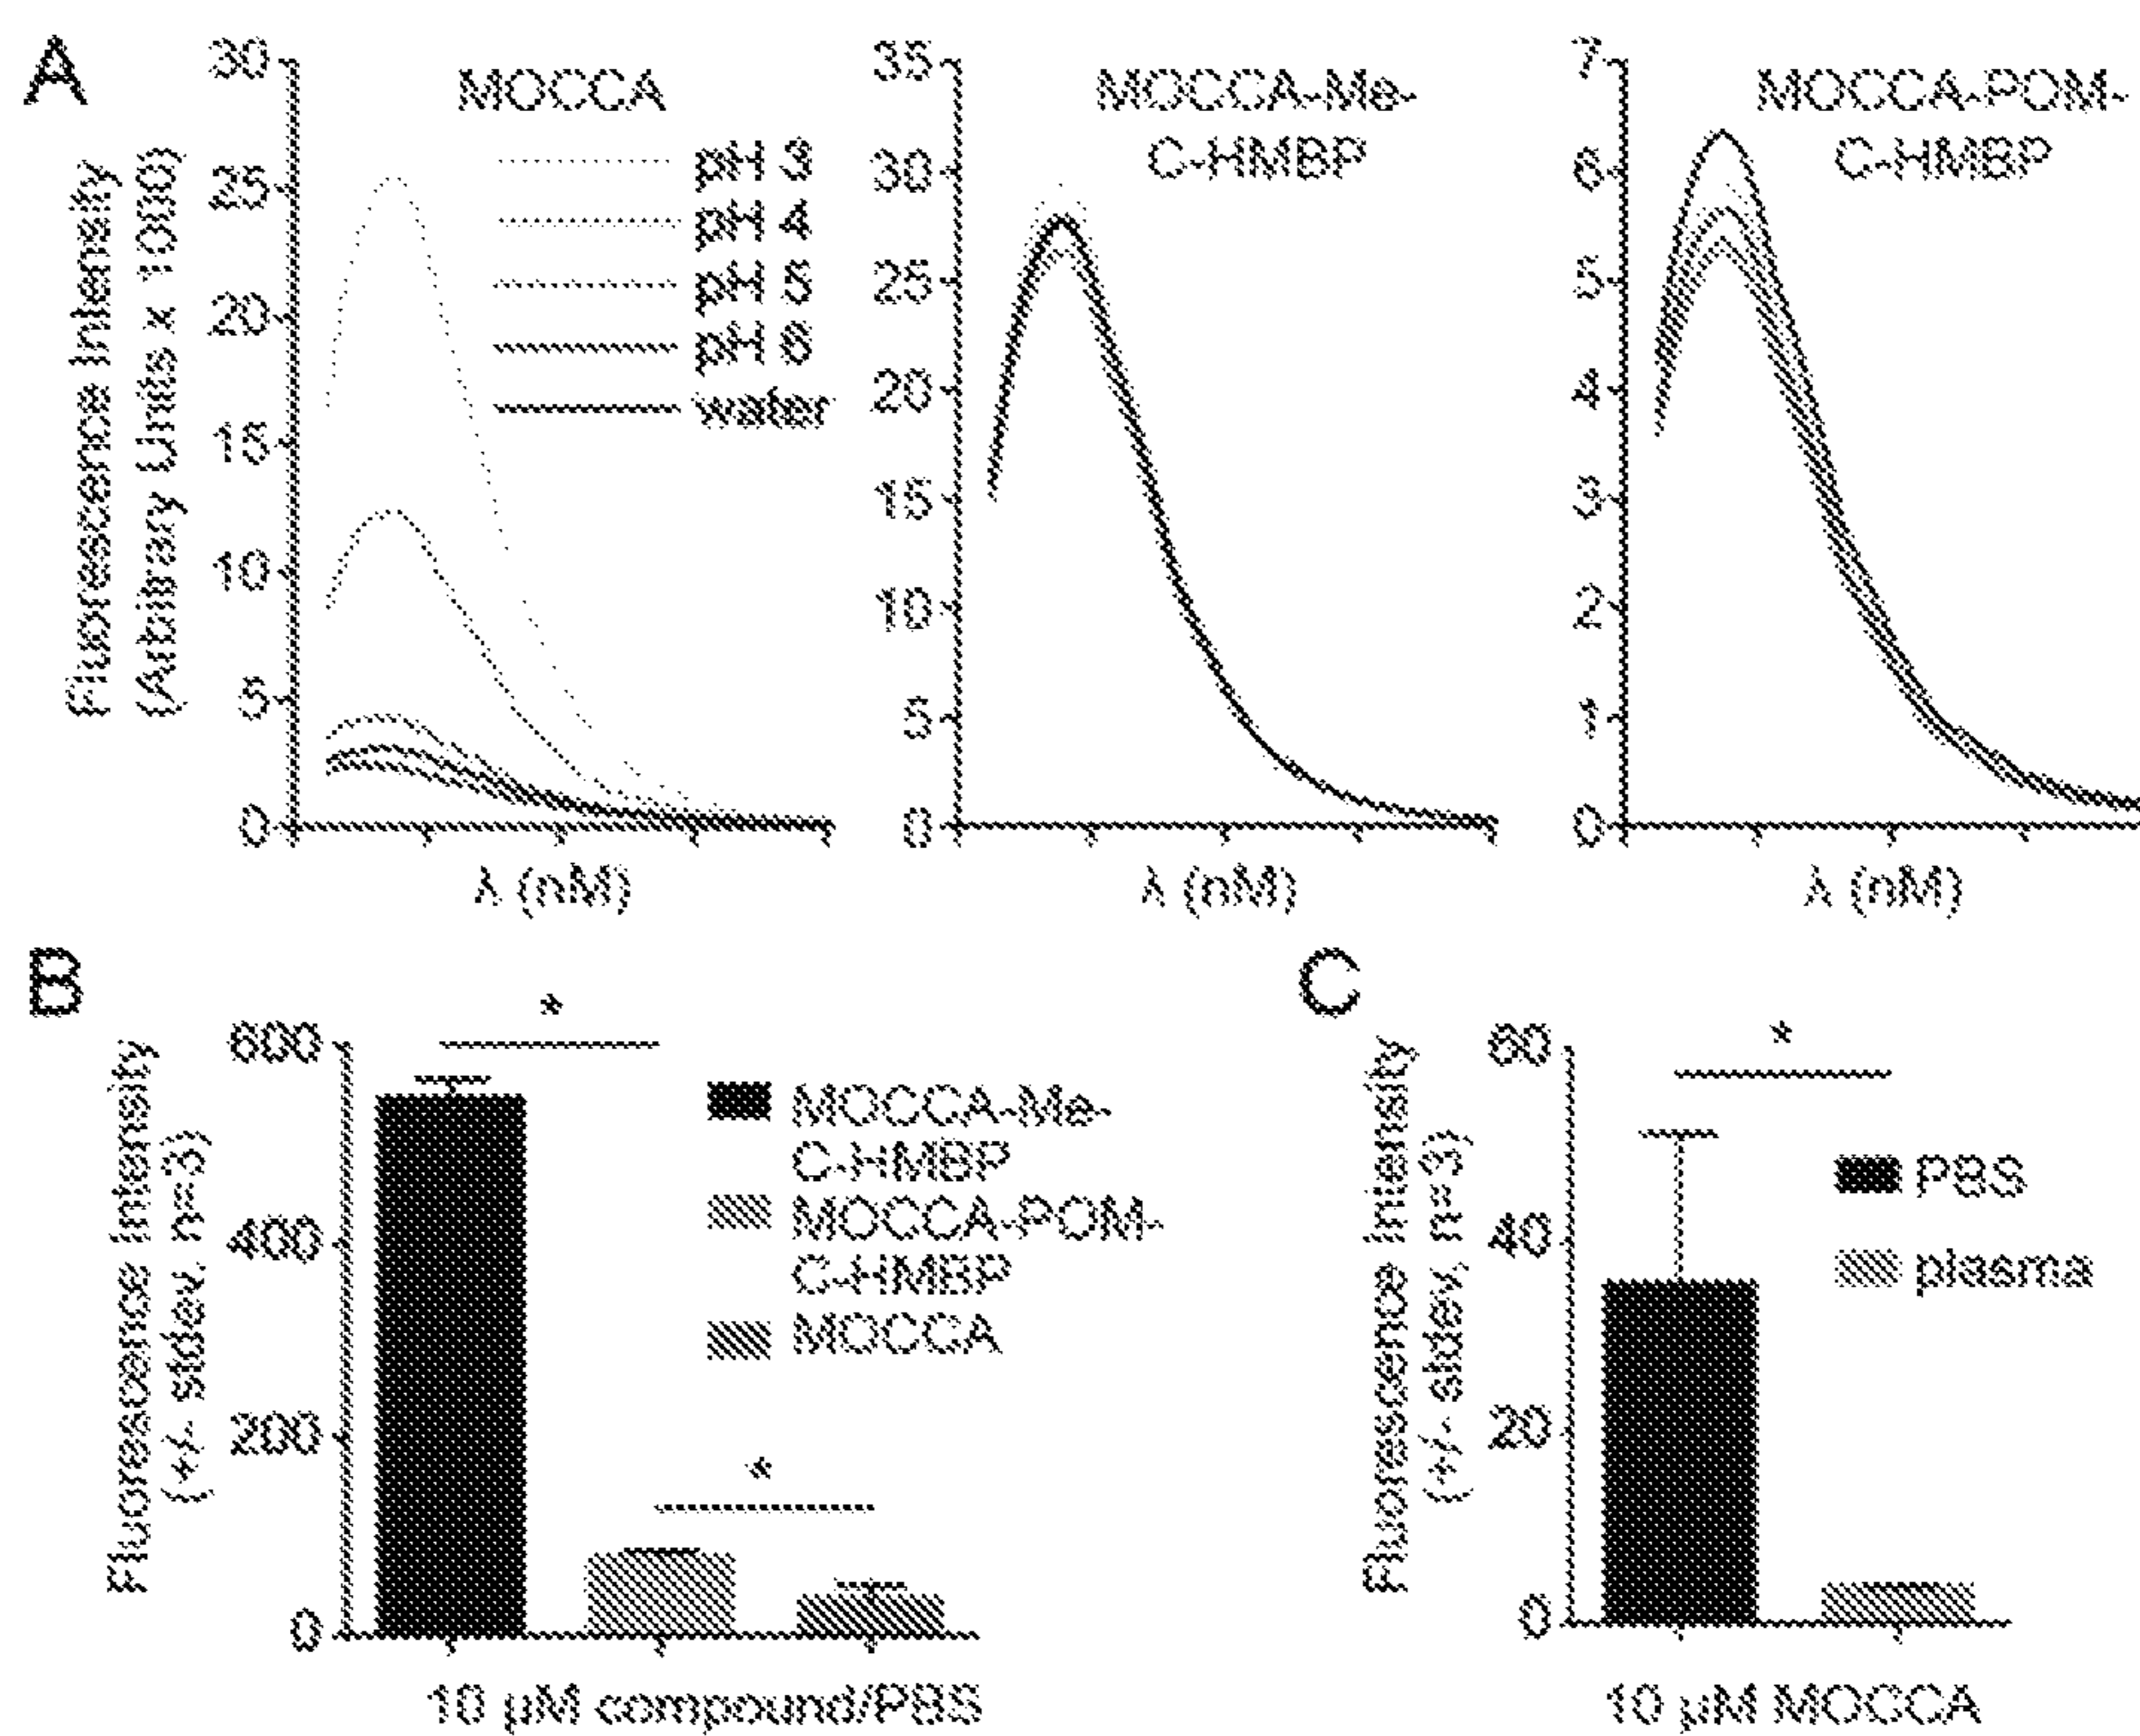 A
30
25
20
15
10
5
0
Fluorescence Intensity
(Arbitrary Units x 1000)
MOCCA
pH 3
pH 4
pH 5
pH 6
water
λ (nM)
35
30
25
20
15
10
5
0
MOCCA-Me-
C-HMBP
λ (nM)
7
6
5
4
3
2
1
0
MOCCA-POM-
C-HMBP
λ (nM)
B
Fluorescence Intensity
(+/- stdev, n=3)
600
400
200
0
*
*
MOCCA-Me-
C-HMBP
MOCCA-POM-
C-HMBP
MOCCA
10 µM compound/PBS
C
Fluorescence Intensity
(+/- stdev, n=3)
60
40
20
0
*
PBS
plasma
10 µM MOCCA